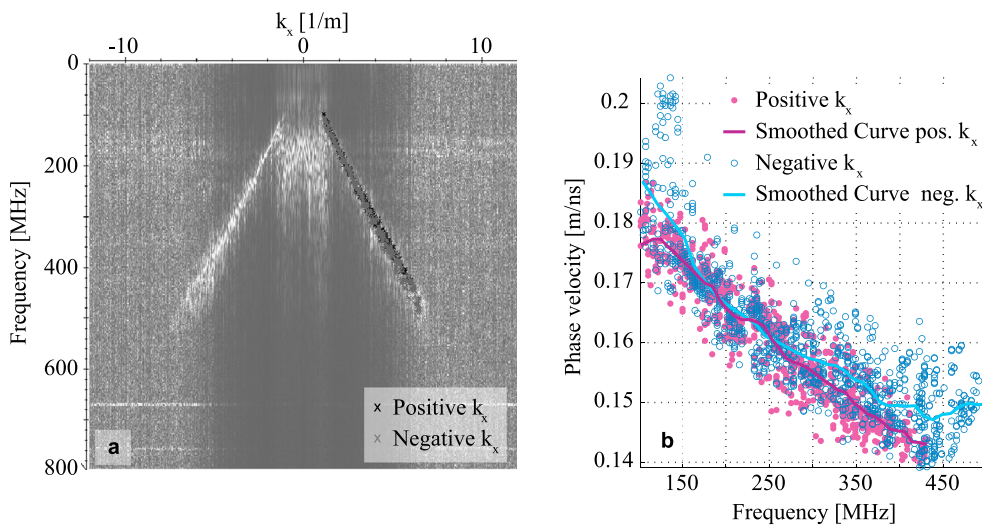 k_x [1/m]
-10 0 10
Frequency [MHz]
0
200
400
600
800
× Positive k_x
× Negative k_x
a
Phase velocity [m/ns]
0.2
0.19
0.18
0.17
0.16
0.15
0.14
Positive k_x
Smoothed Curve pos. k_x
Negative k_x
Smoothed Curve neg. k_x
b
150 250 350 450
Frequency [MHz]